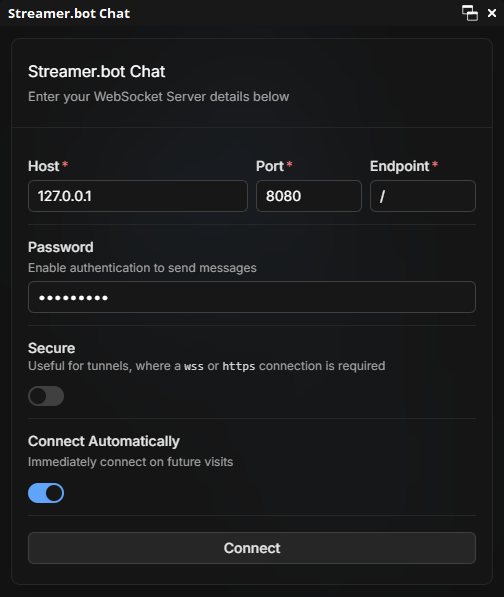 Streamer.bot Chat
Streamer.bot Chat
Enter your WebSocket Server details below
Host* Port* Endpoint*
127.0.0.1 8080 /
Password
Enable authentication to send messages
•••••••••
Secure
Useful for tunnels, where a wss or https connection is required
Connect Automatically
Immediately connect on future visits
Connect